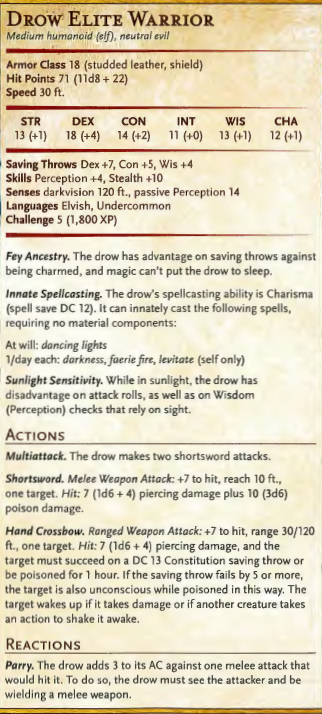 Drow Elite Warrior
Medium humanoid (elf), neutral evil
Armor Class 18 (studded leather, shield)
Hit Points 71 (11d8 + 22)
Speed 30 ft.
STR DEX CON INT WIS CHA
13 (+1) 18 (+4) 14 (+2) 11 (+0) 13 (+1) 12 (+1)
Saving Throws Dex +7, Con +5, Wis +4
Skills Perception +4, Stealth +10
Senses darkvision 120 ft., passive Perception 14
Languages Elvish, Undercommon
Challenge 5 (1,800 XP)
Fey Ancestry. The drow has advantage on saving throws against
being charmed, and magic can't put the drow to sleep.
Innate Spellcasting. The drow's spellcasting ability is Charisma
(spell save DC 12). It can innately cast the following spells,
requiring no material components:
At will: dancing lights
1/day each: darkness, faerie fire, levitate (self only)
Sunlight Sensitivity. While in sunlight, the drow has
disadvantage on attack rolls, as well as on Wisdom
(Perception) checks that rely on sight.
Actions
Multiattack. The drow makes two shortsword attacks.
Shortsword. Melee Weapon Attack: +7 to hit, reach 10 ft.,
one target. Hit: 7 (1d6 + 4) piercing damage plus 10 (3d6)
poison damage.
Hand Crossbow. Ranged Weapon Attack: +7 to hit, range 30/120
ft., one target. Hit: 7 (1d6 + 4) piercing damage, and the
target must succeed on a DC 13 Constitution saving throw or
be poisoned for 1 hour. If the saving throw fails by 5 or more,
the target is also unconscious while poisoned in this way. The
target wakes up if it takes damage or if another creature takes
an action to shake it awake.
Reactions
Parry. The drow adds 3 to its AC against one melee attack that
would hit it. To do so, the drow must see the attacker and be
wielding a melee weapon.